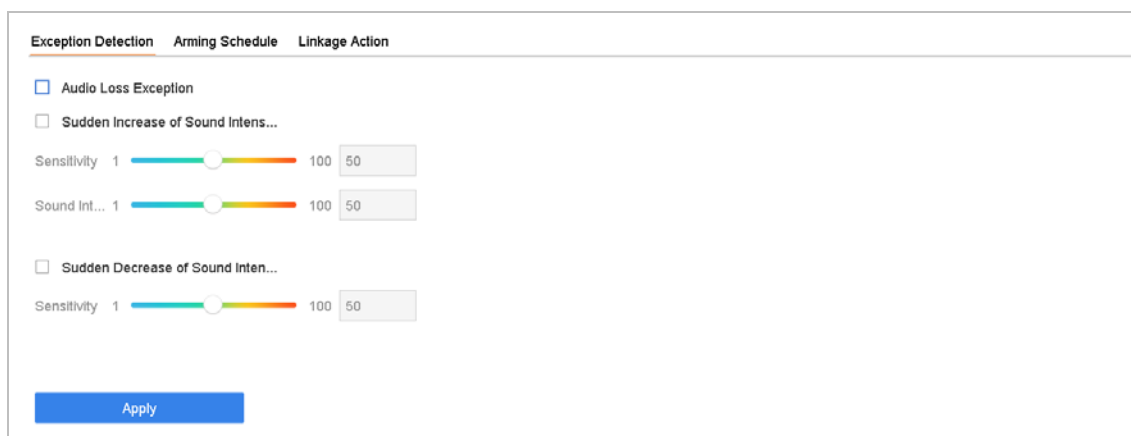 Exception Detection Arming Schedule Linkage Action
Audio Loss Exception
Sudden Increase of Sound Intens...
Sensitivity 1 100 50
Sound Int... 1 100 50
Sudden Decrease of Sound Inten...
Sensitivity 1 100 50
Apply